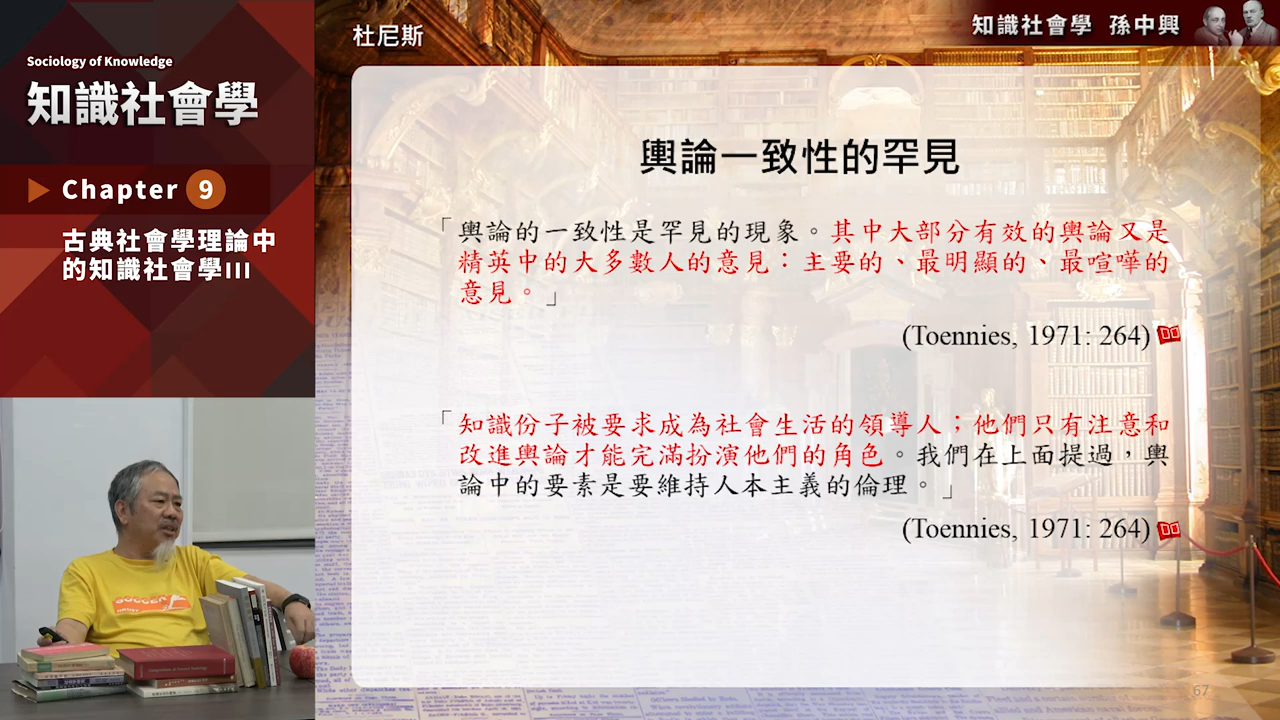 Sociology of Knowledge
知識社會學
Chapter 9
古典社會學理論中
的知識社會學III
杜尼斯
知識社會學 孫中興
輿論一致性的罕見
「輿論的一致性是罕見的現象。其中大部分有效的輿論又是
精英中的大多數人的意見：主要的、最明顯的、最喧嘩的
意見。」
(Toennies, 1971: 264)
「知識份子被要求成為社會生活的領導人；他們只有注意和
改進輿論才能完滿扮演他們的角色。我們在上面提過，輿
論中的要素是要維持人本主義的倫理。」
(Toennies, 1971: 264)
67
SOCCER